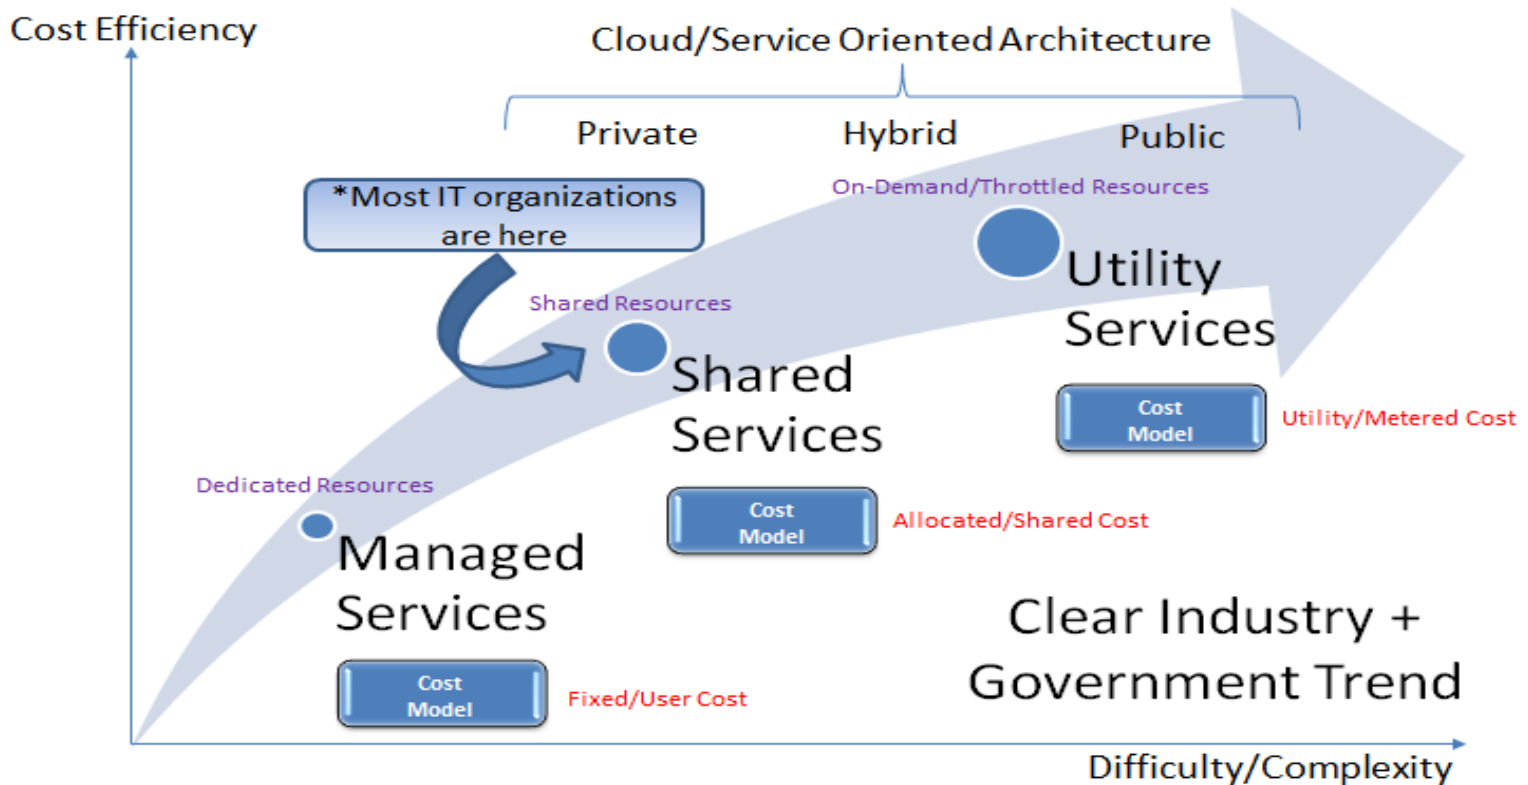 Cost Efficiency
Cloud/Service Oriented Architecture
Private
Hybrid
Public
*Most IT organizations
are here
On-Demand/Throttled Resources
Utility
Services
Shared Resources
Shared
Services
Cost
Model
Utility/Metered Cost
Dedicated Resources
Cost
Model
Allocated/Shared Cost
Managed
Services
Clear Industry +
Government Trend
Cost
Model
Fixed/User Cost
Difficulty/Complexity